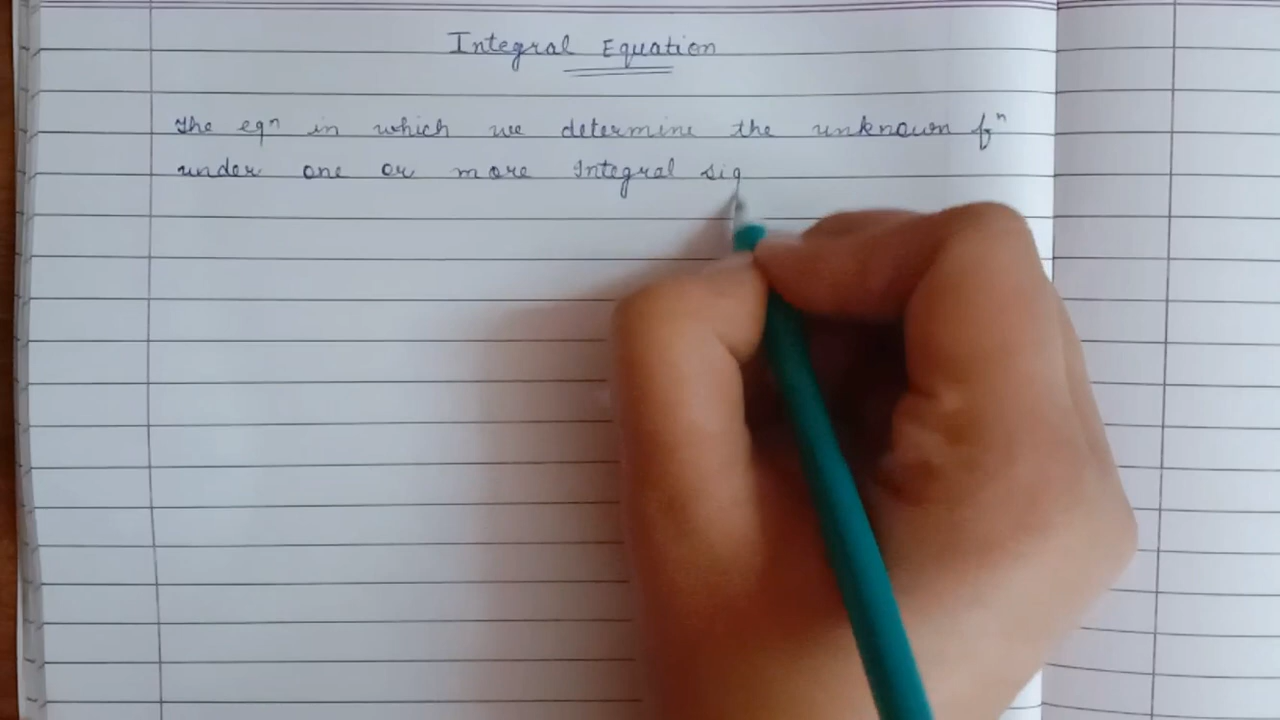 Integral Equation
The eqⁿ in which we determine the unknown fⁿ
under one or more Integral sig